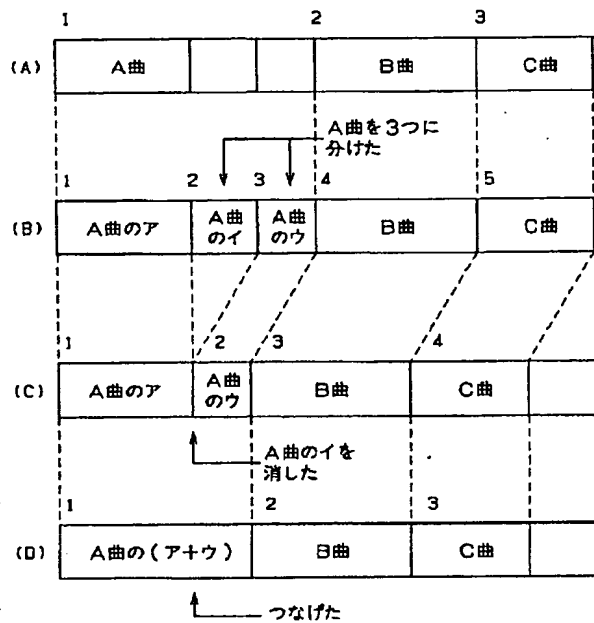 1 2 3
(A) A曲 B曲 C曲
A曲を3つに
分けた
1 2 3 4 5
(B) A曲のア A曲のイ A曲のウ B曲 C曲
1 2 3 4
(C) A曲のア A曲のウ B曲 C曲
A曲のイを
消した
1 2 3
(D) A曲の(ア+ウ) B曲 C曲
つなげた